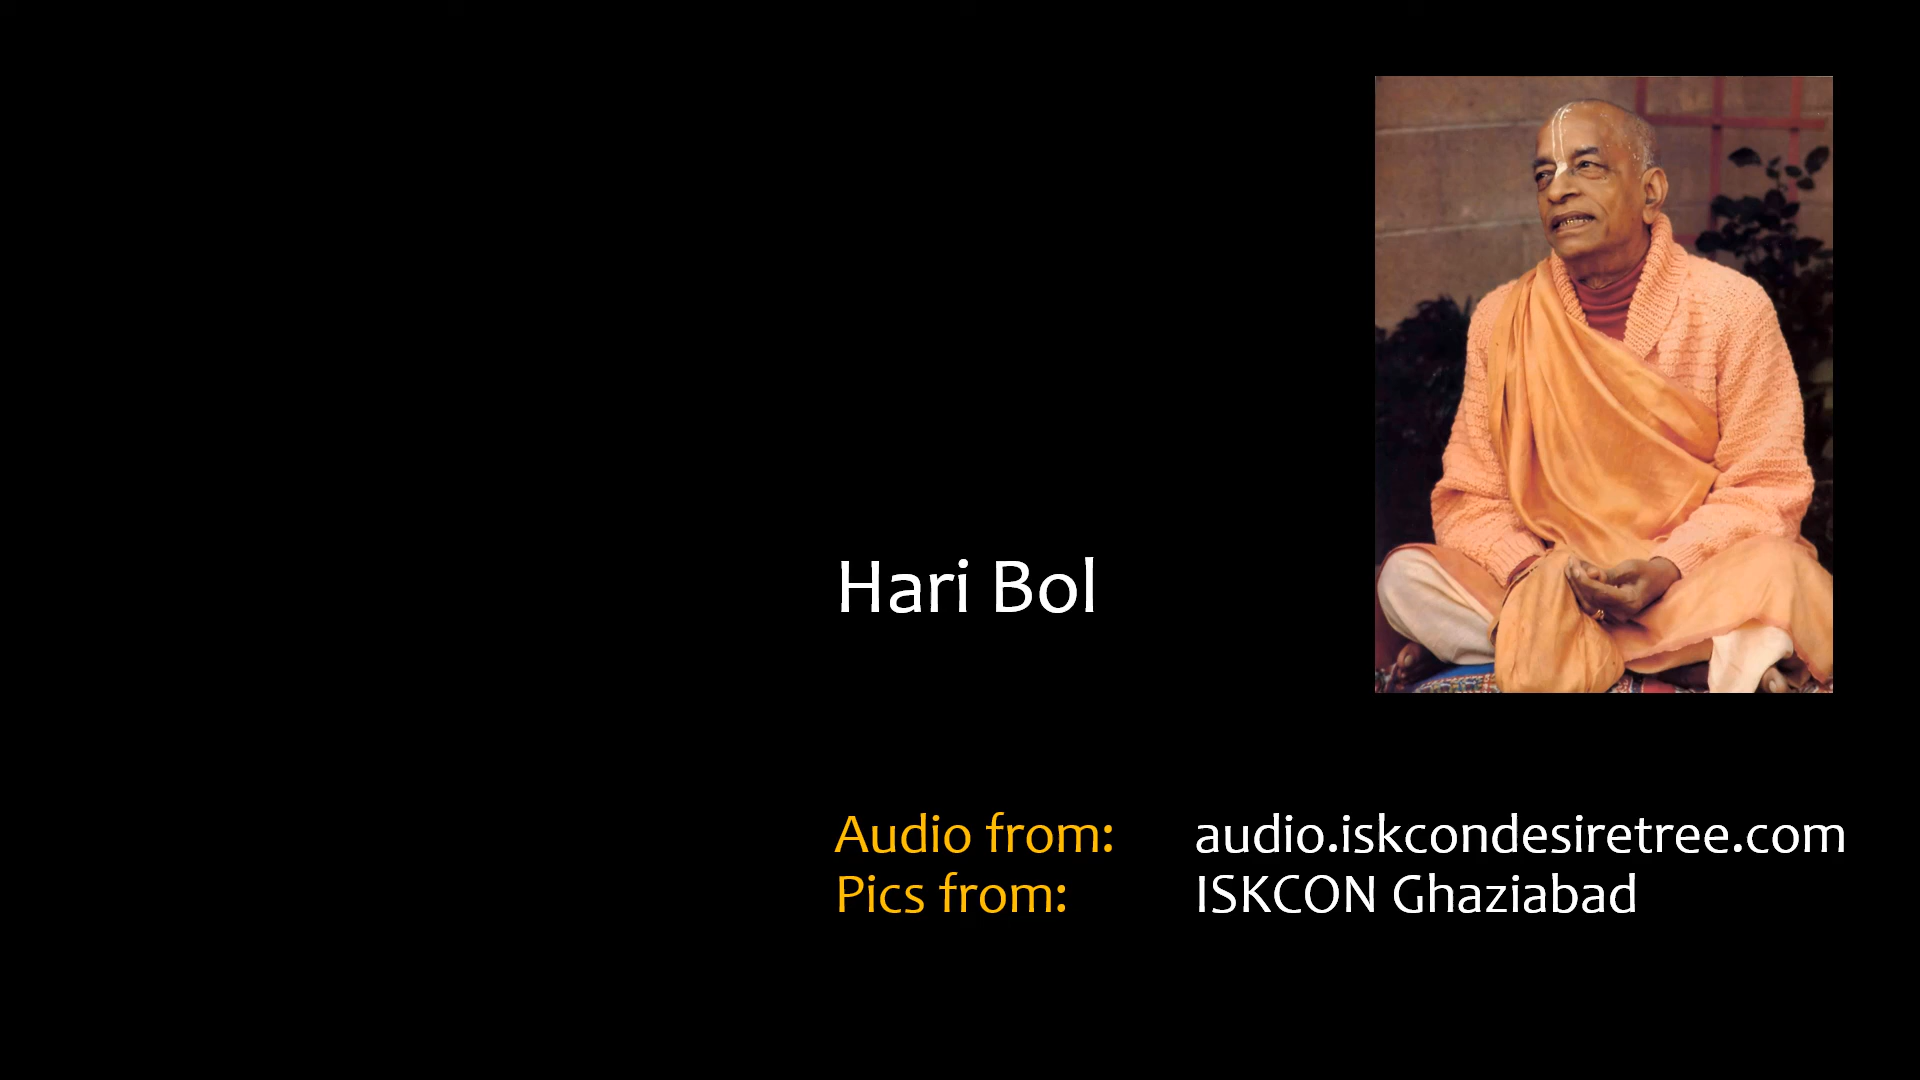 Hari Bol
Audio from: audio.iskcondesiretree.com
Pics from: ISKCON Ghaziabad